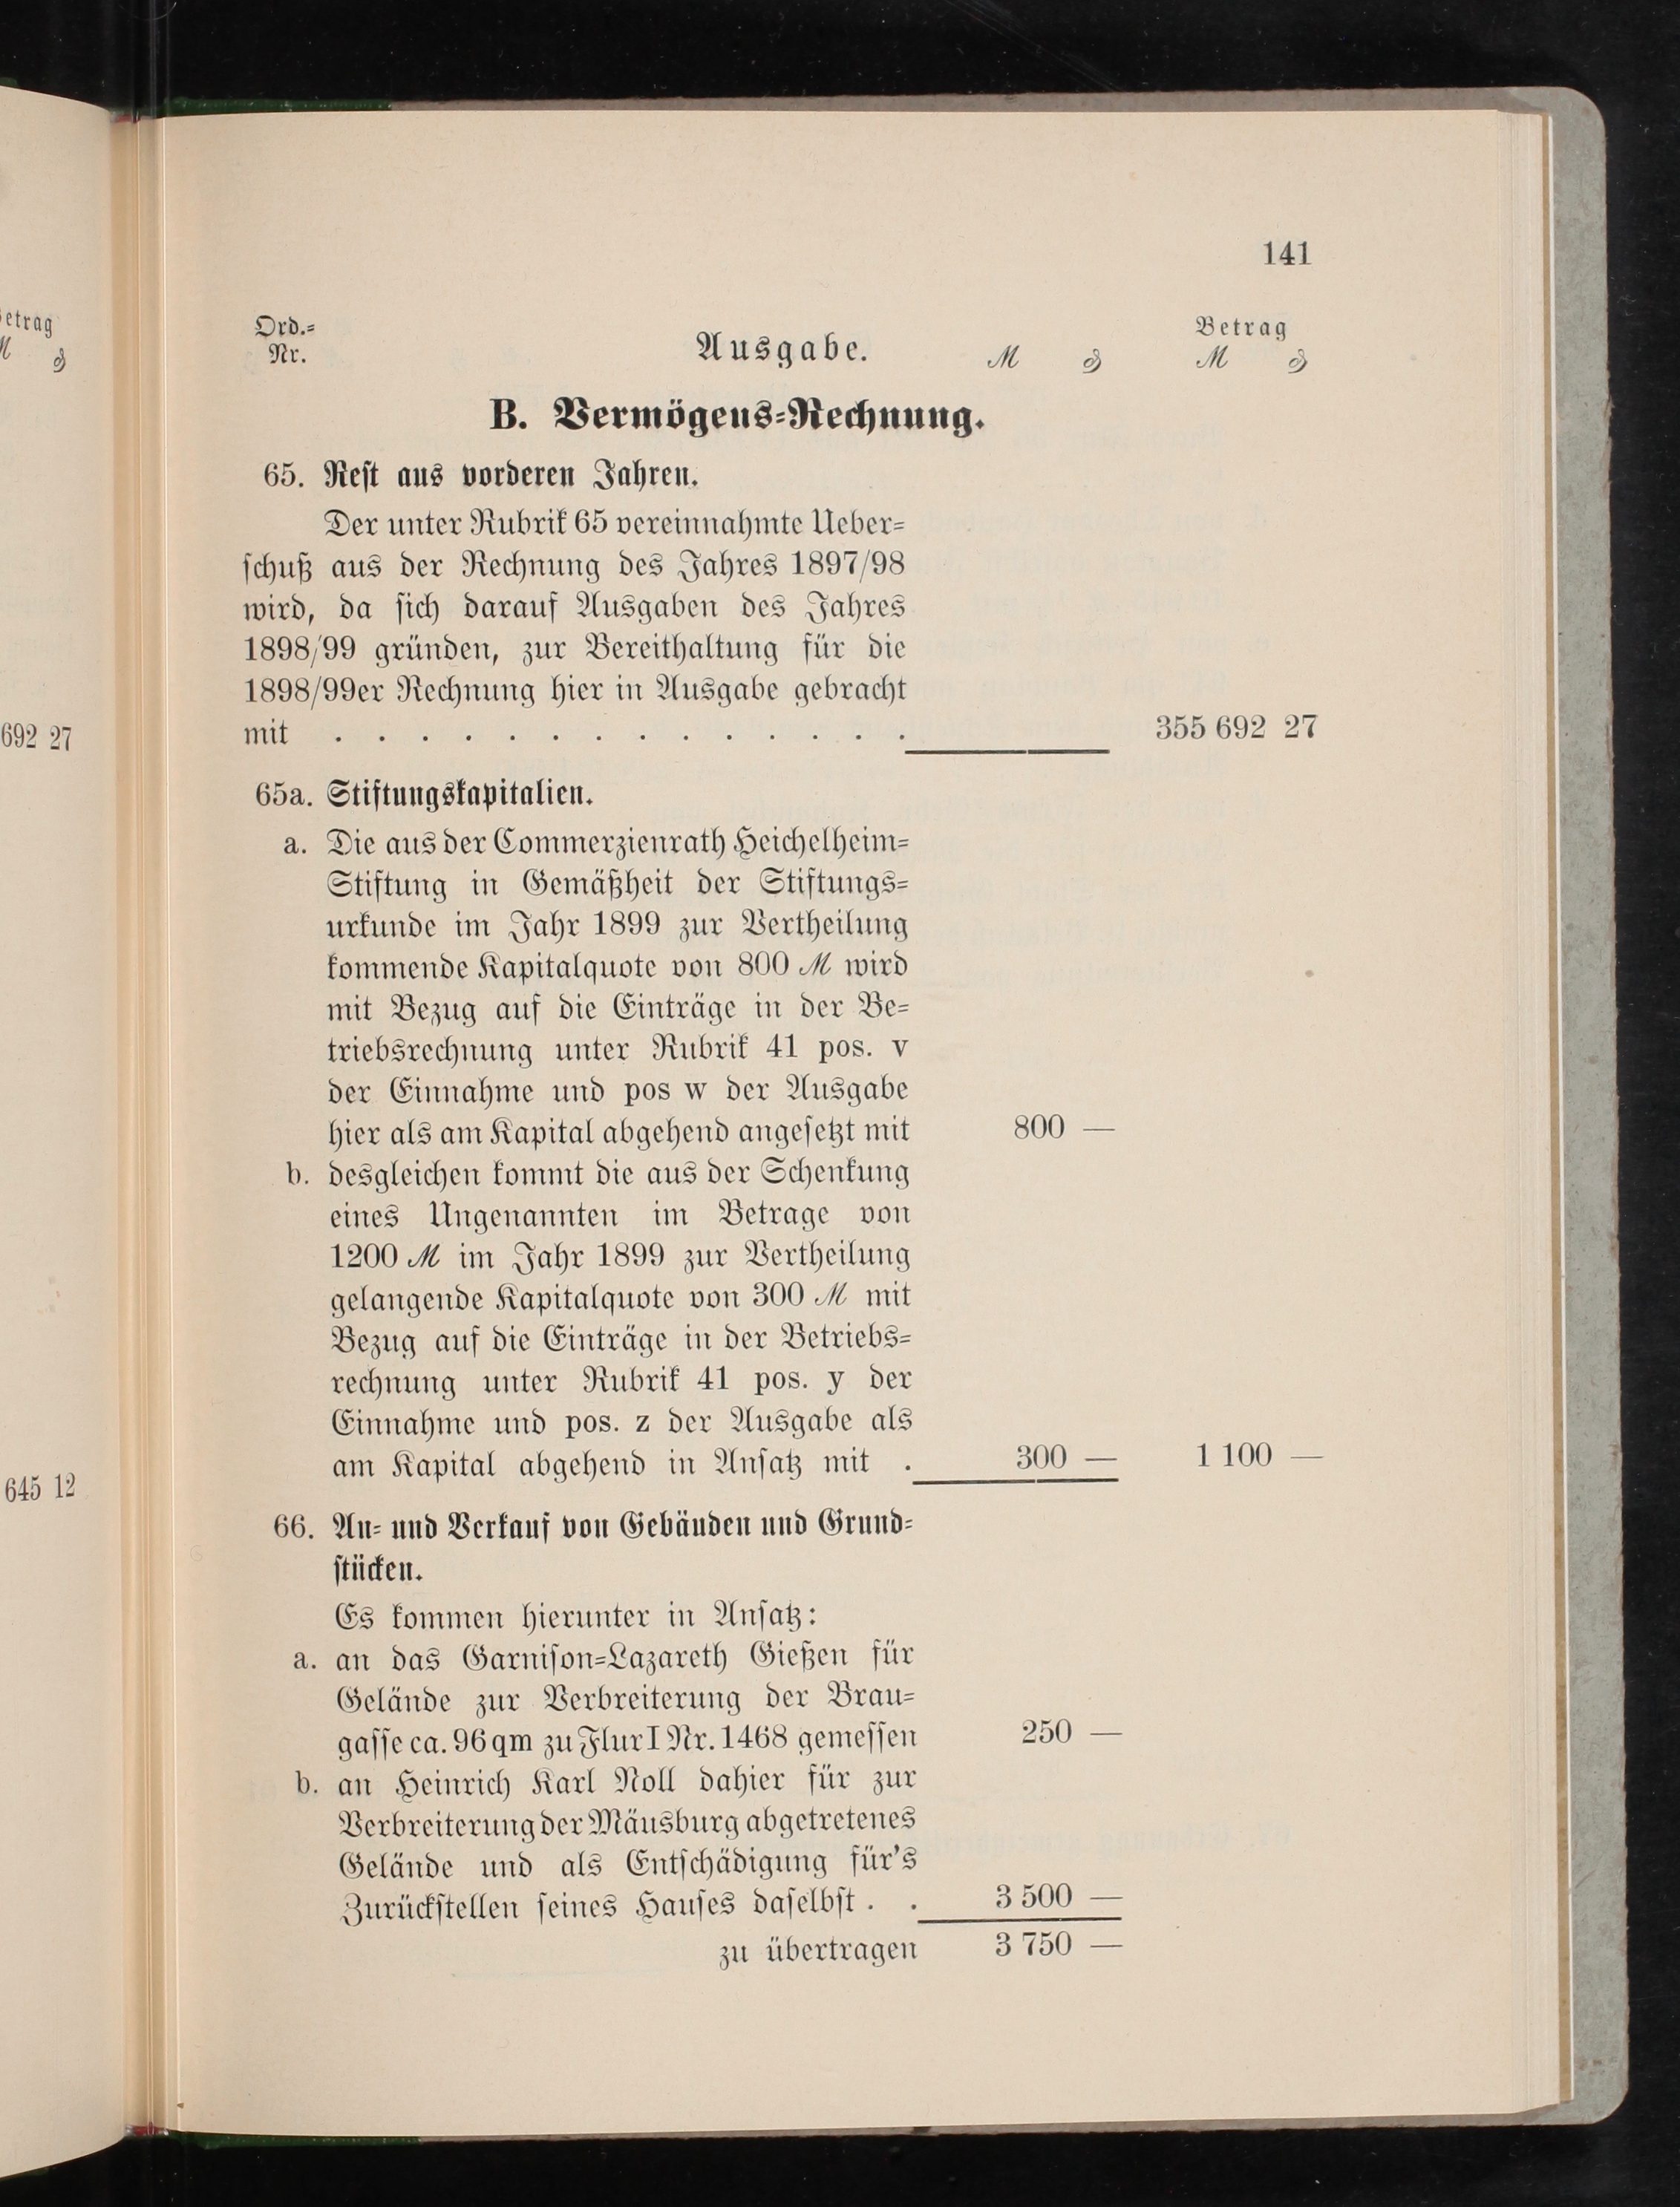 etrag
M ₰
692 27
645 12
141
Ord.=
Nr.
Ausgabe.
M ₰
Betrag
M ₰
B. Vermögens=Rechnung.
65. Rest aus vorderen Jahren.
Der unter Rubrik 65 vereinnahmte Ueber=
schuß aus der Rechnung des Jahres 1897/98
wird, da sich darauf Ausgaben des Jahres
1898/99 gründen, zur Bereithaltung für die
1898/99er Rechnung hier in Ausgabe gebracht
mit . . . . . . . . . . . . . . 355 692 27
65a. Stiftungskapitalien.
a. Die aus der Commerzienrath Heichelheim=
Stiftung in Gemäßheit der Stiftungs=
urkunde im Jahr 1899 zur Vertheilung
kommende Kapitalquote von 800 M wird
mit Bezug auf die Einträge in der Be=
triebsrechnung unter Rubrik 41 pos. v
der Einnahme und pos w der Ausgabe
hier als am Kapital abgehend angesetzt mit 800 —
b. desgleichen kommt die aus der Schenkung
eines Ungenannten im Betrage von
1200 M im Jahr 1899 zur Vertheilung
gelangende Kapitalquote von 300 M mit
Bezug auf die Einträge in der Betriebs=
rechnung unter Rubrik 41 pos. y der
Einnahme und pos. z der Ausgabe als
am Kapital abgehend in Ansatz mit . 300 — 1 100 —
66. An= und Verkauf von Gebäuden und Grund=
stücken.
Es kommen hierunter in Ansatz:
a. an das Garnison=Lazareth Gießen für
Gelände zur Verbreiterung der Brau=
gasse ca. 96 qm zu Flur I Nr. 1468 gemessen 250 —
b. an Heinrich Karl Noll dahier für zur
Verbreiterung der Mäusburg abgetretenes
Gelände und als Entschädigung für's
Zurückstellen seines Hauses daselbst . . 3 500 —
zu übertragen 3 750 —